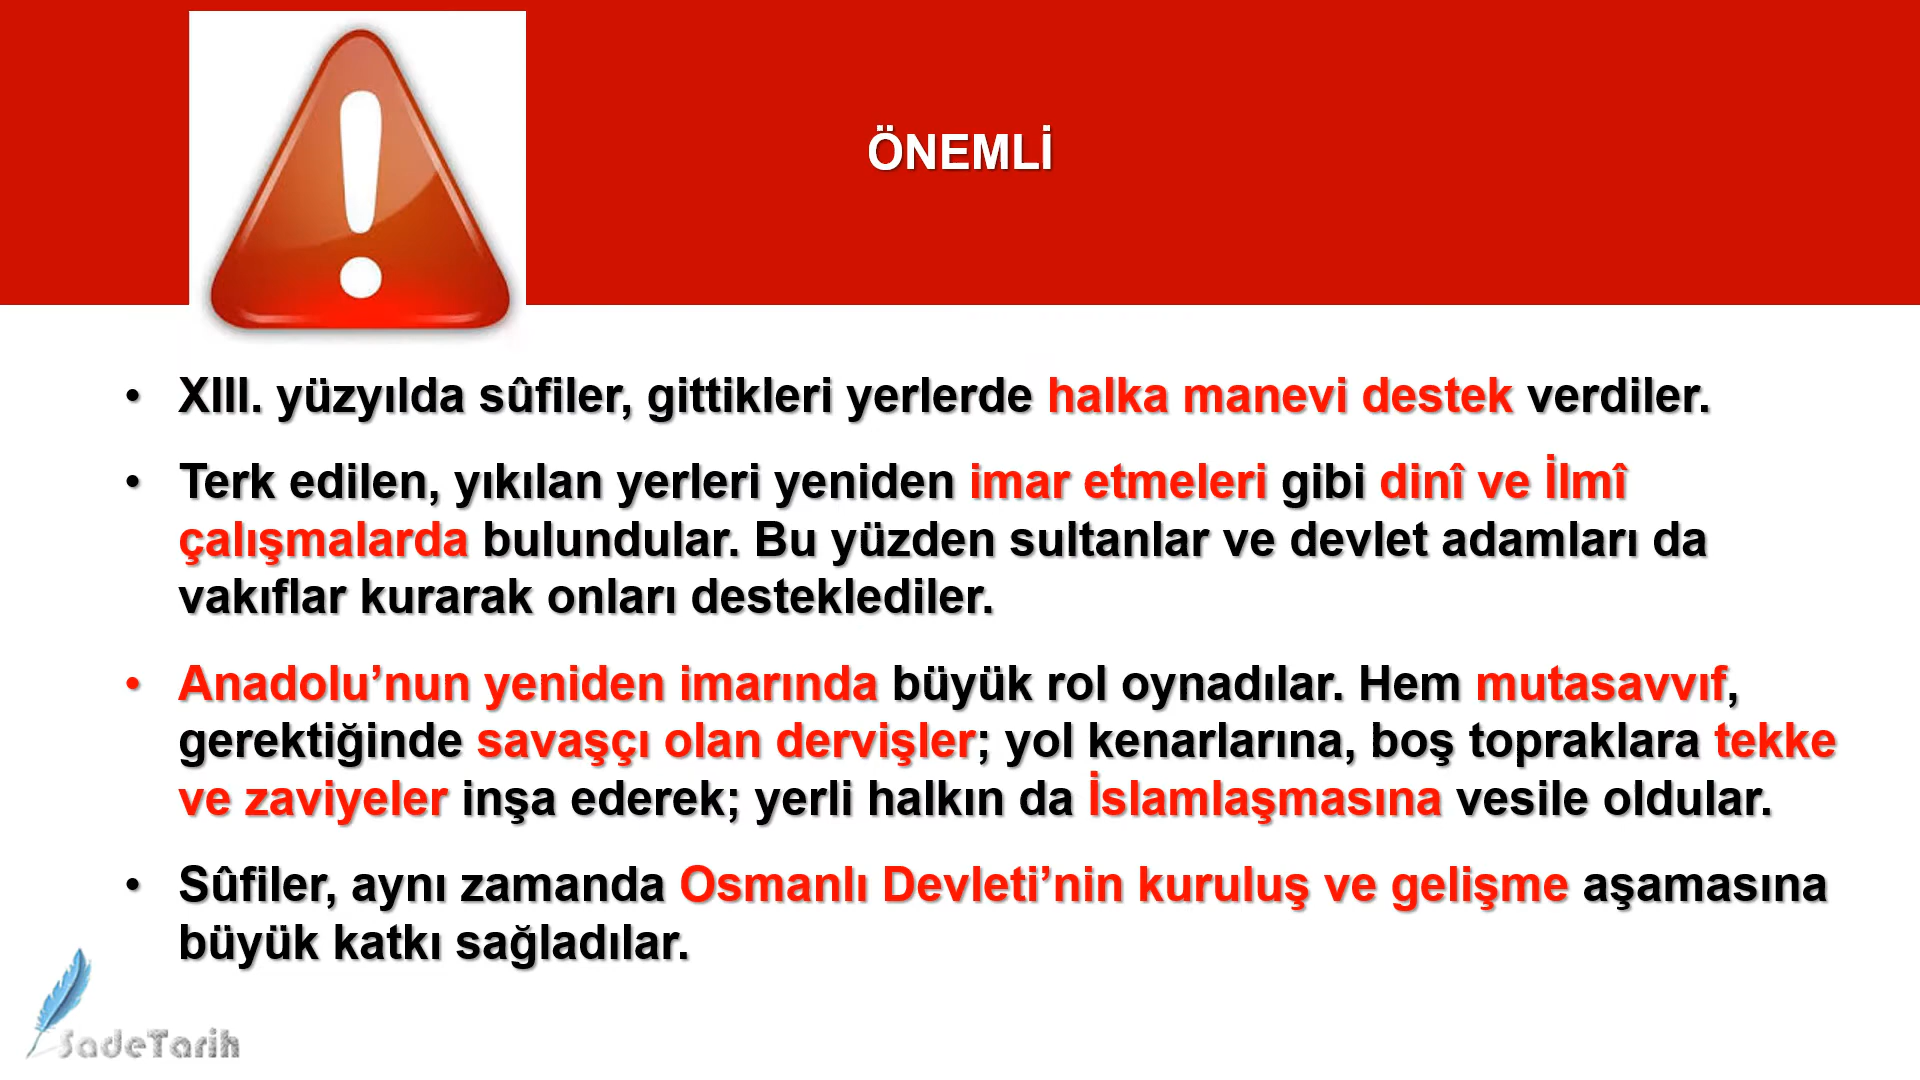 ÖNEMLİ
• XIII. yüzyılda sûfiler, gittikleri yerlerde halka manevi destek verdiler.
• Terk edilen, yıkılan yerleri yeniden imar etmeleri gibi dinî ve İlmî
çalışmalarda bulundular. Bu yüzden sultanlar ve devlet adamları da
vakıflar kurarak onları desteklediler.
• Anadolu’nun yeniden imarında büyük rol oynadılar. Hem mutasavvıf,
gerektiğinde savaşçı olan dervişler; yol kenarlarına, boş topraklara tekke
ve zaviyeler inşa ederek; yerli halkın da İslamlaşmasına vesile oldular.
• Sûfiler, aynı zamanda Osmanlı Devleti’nin kuruluş ve gelişme aşamasına
büyük katkı sağladılar.
SadeTarih